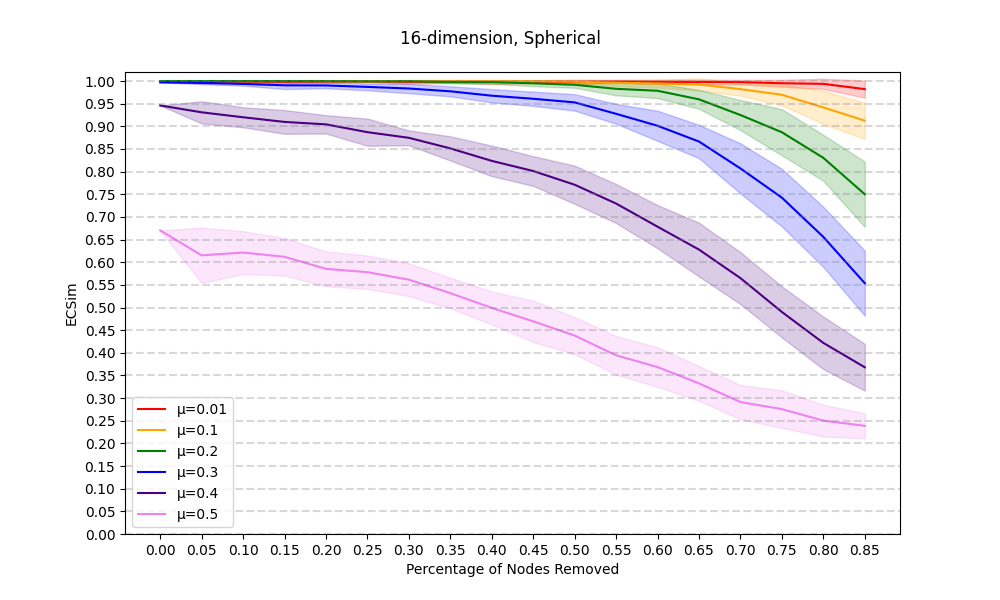 16-dimension, Spherical
ECSim
1.00
0.95
0.90
0.85
0.80
0.75
0.70
0.65
0.60
0.55
0.50
0.45
0.40
0.35
0.30
0.25
0.20
0.15
0.10
0.05
0.00
μ=0.01
μ=0.1
μ=0.2
μ=0.3
μ=0.4
μ=0.5
0.00 0.05 0.10 0.15 0.20 0.25 0.30 0.35 0.40 0.45 0.50 0.55 0.60 0.65 0.70 0.75 0.80 0.85
Percentage of Nodes Removed